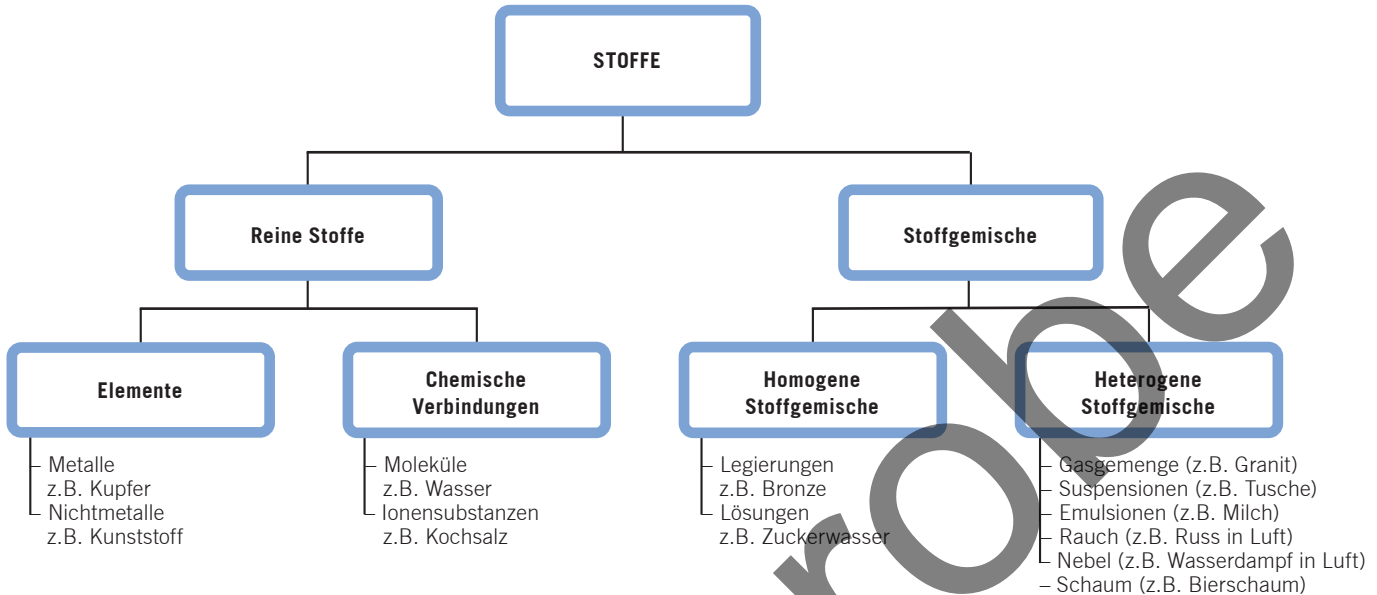 STOFFE
Reine Stoffe
Stoffgemische
Elemente
Chemische
Verbindungen
Homogene
Stoffgemische
Heterogene
Stoffgemische
– Metalle
z.B. Kupfer
– Nichtmetalle
z.B. Kunststoff
– Moleküle
z.B. Wasser
– Ionensubstanzen
z.B. Kochsalz
– Legierungen
z.B. Bronze
– Lösungen
z.B. Zuckerwasser
– Gasgemenge (z.B. Granit)
– Suspensionen (z.B. Tusche)
– Emulsionen (z.B. Milch)
– Rauch (z.B. Russ in Luft)
– Nebel (z.B. Wasserdampf in Luft)
– Schaum (z.B. Bierschaum)
robe